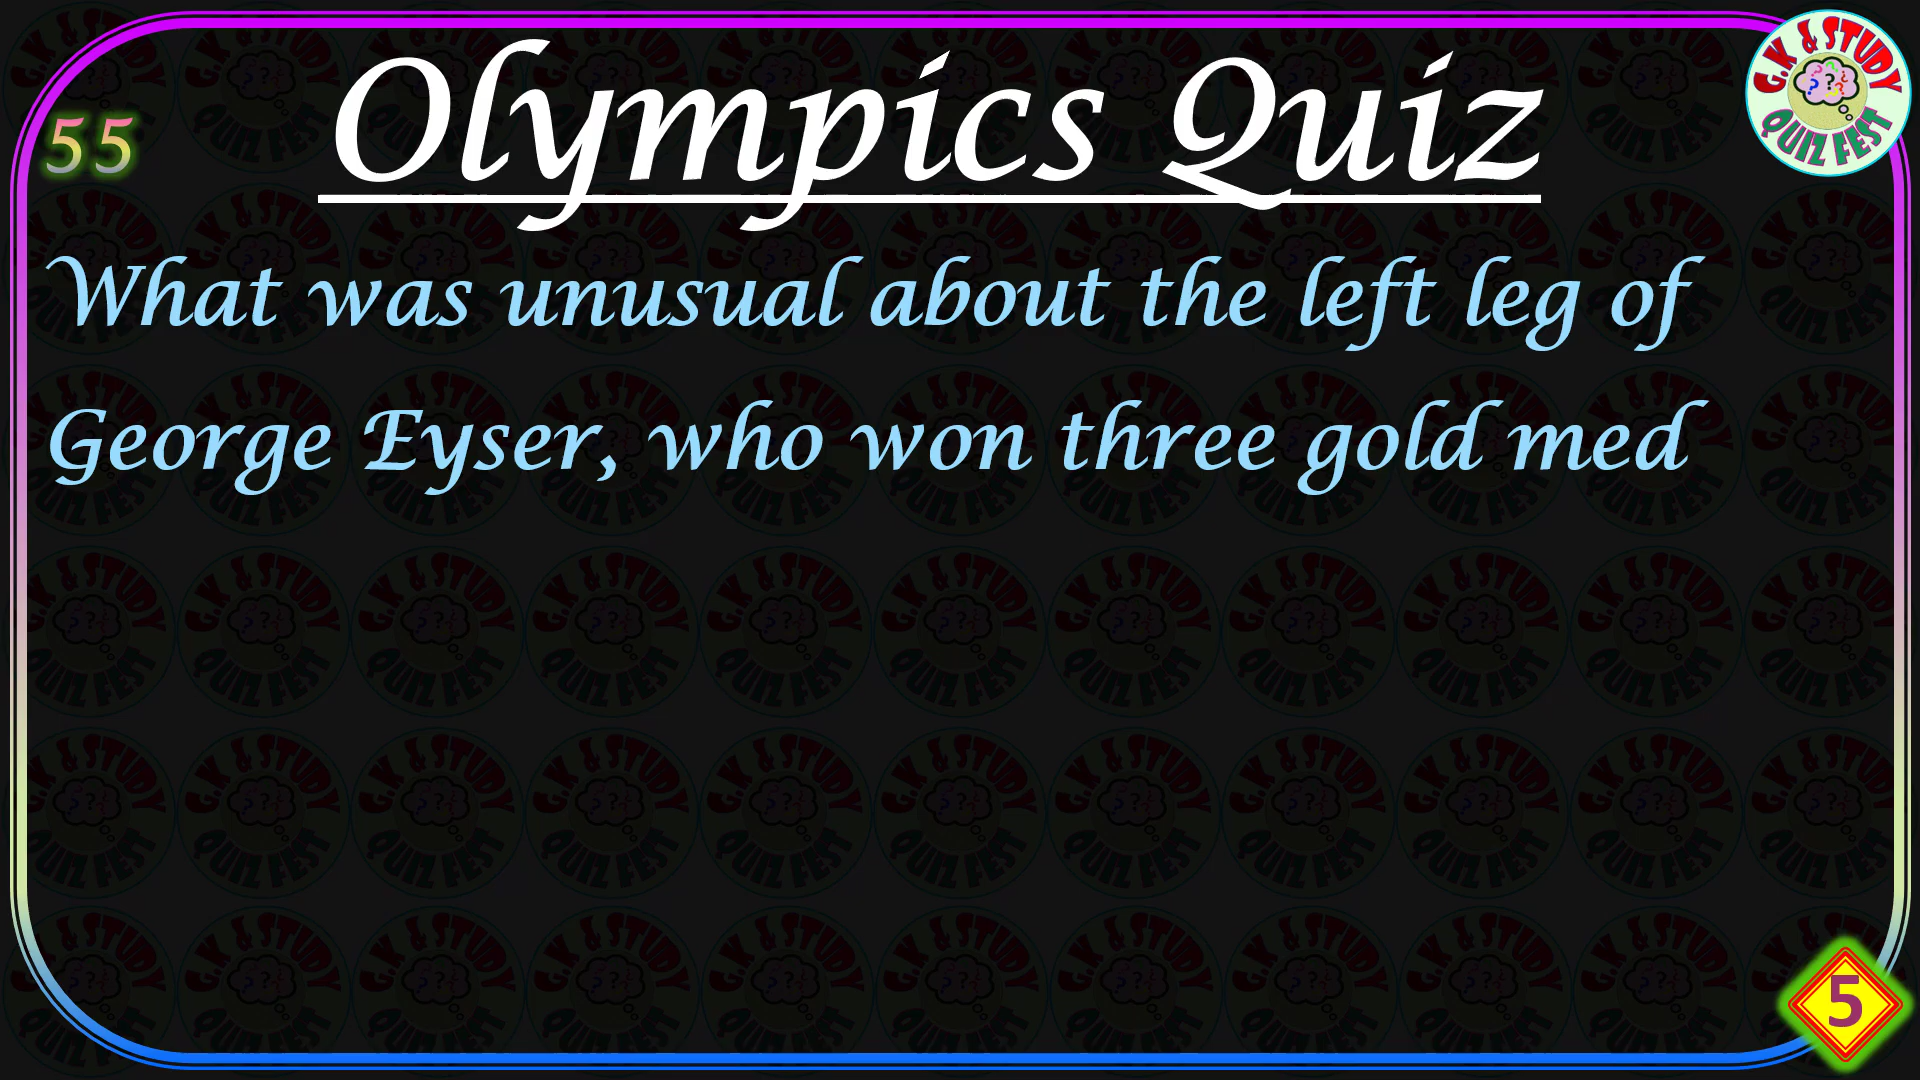 Olympics Quiz
G.K & STUDY
QUIZ FEST
55
What was unusual about the left leg of
George Eyser, who won three gold med
5